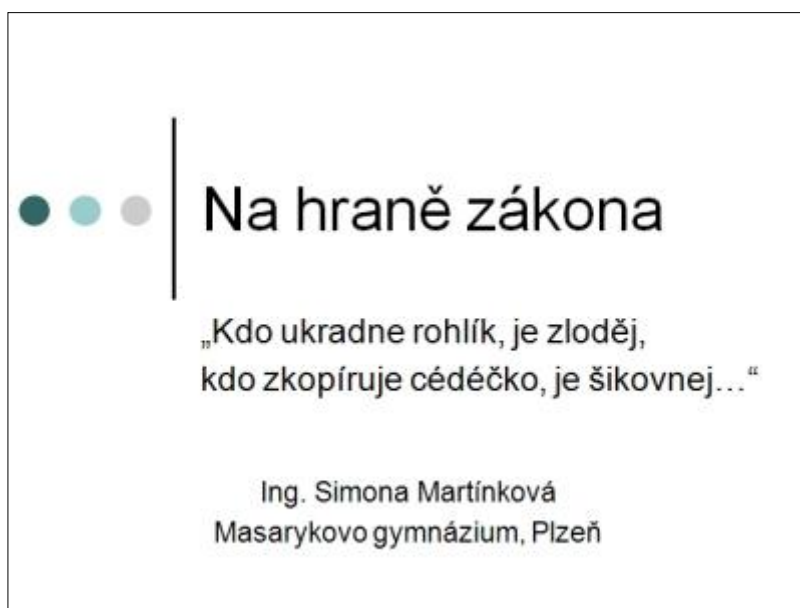 Na hraně zákona
„Kdo ukradne rohlík, je zloděj,
kdo zkopíruje cédéčko, je šikovnej…“
Ing. Simona Martínková
Masarykovo gymnázium, Plzeň